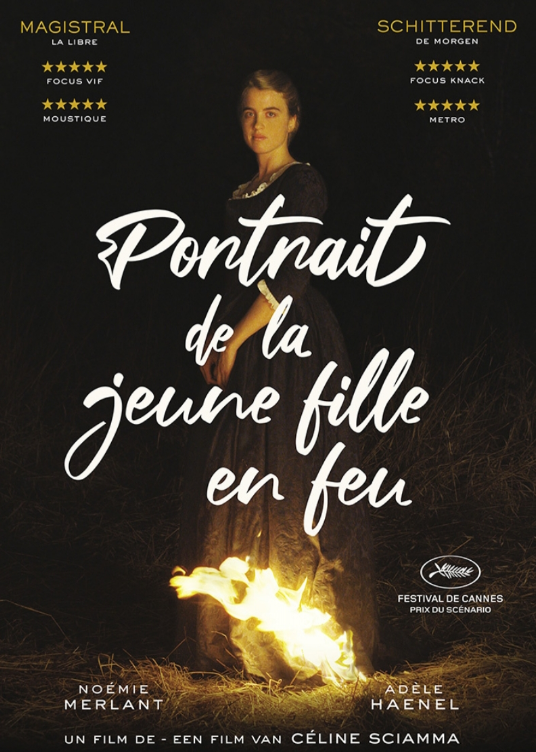 MAGISTRAL
LA LIBRE
★★★★★
FOCUS VIF
★★★★★
MOUSTIQUE
SCHITTEREND
DE MORGEN
★★★★★
FOCUS KNACK
★★★★★
METRO
Portrait
de la
jeune fille
en feu
FESTIVAL DE CANNES
PRIX DU SCÉNARIO
NOÉMIE
MERLANT
ADÈLE
HAENEL
UN FILM DE - EEN FILM VAN CÉLINE SCIAMMA